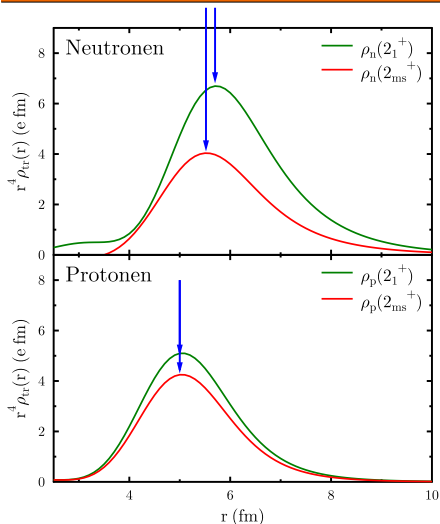 Neutronen
ρn(2₁⁺)
ρn(2ms⁺)
r⁴ρtr(r) (e fm)
8
6
4
2
0
Protonen
ρp(2₁⁺)
ρp(2ms⁺)
r⁴ρtr(r) (e fm)
8
6
4
2
0
4 6 8 10
r (fm)